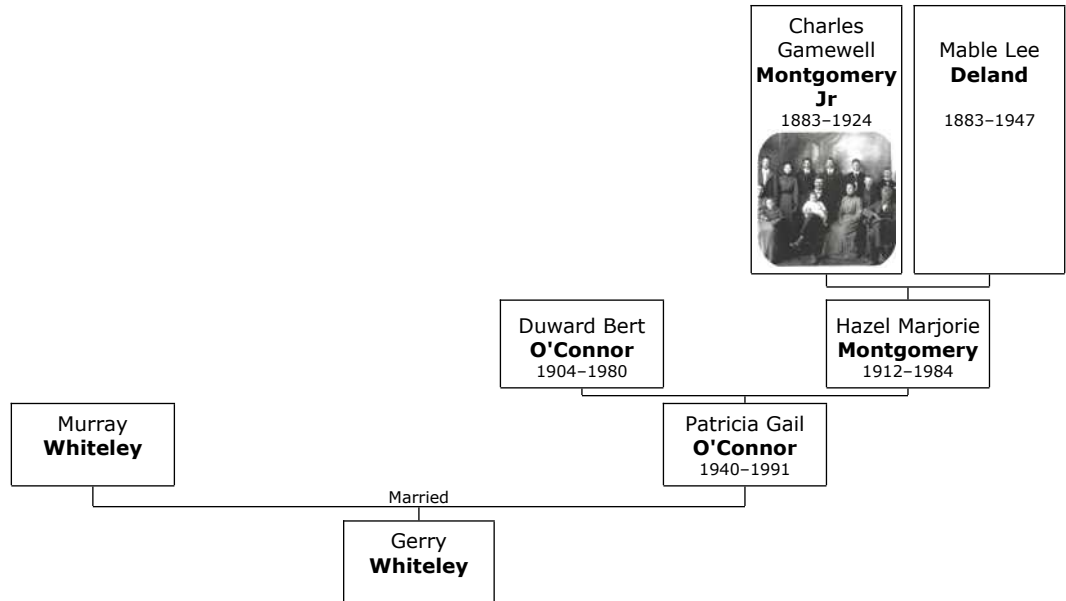 Charles
Gamewell
Montgomery
Jr
1883–1924
Mable Lee
Deland
1883–1947
Duward Bert
O'Connor
1904–1980
Hazel Marjorie
Montgomery
1912–1984
Murray
Whiteley
Patricia Gail
O'Connor
1940–1991
Married
Gerry
Whiteley